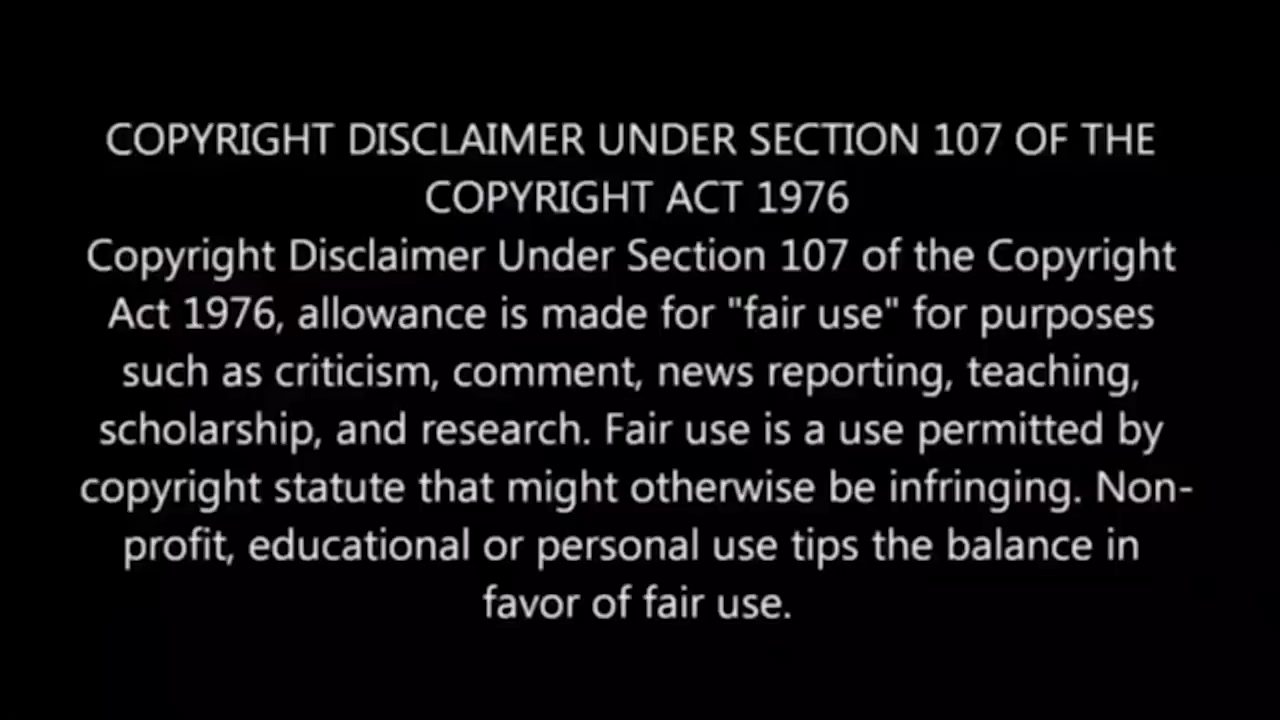 COPYRIGHT DISCLAIMER UNDER SECTION 107 OF THE
COPYRIGHT ACT 1976
Copyright Disclaimer Under Section 107 of the Copyright
Act 1976, allowance is made for "fair use" for purposes
such as criticism, comment, news reporting, teaching,
scholarship, and research. Fair use is a use permitted by
copyright statute that might otherwise be infringing. Non-
profit, educational or personal use tips the balance in
favor of fair use.